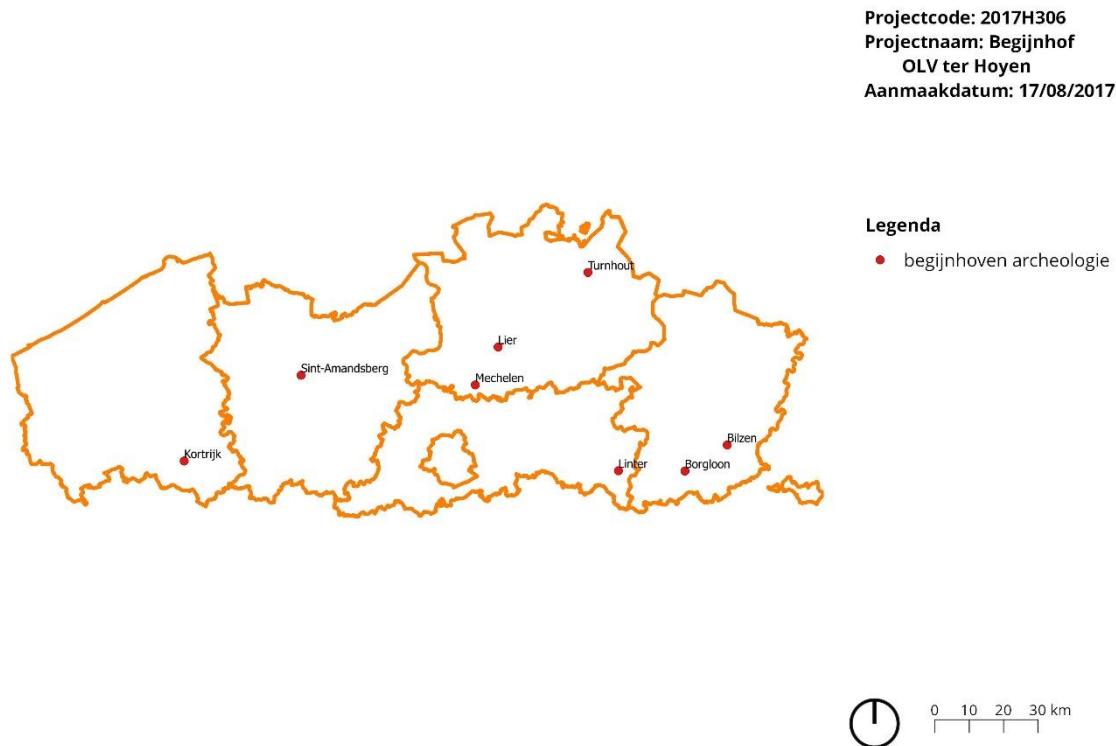 Projectcode: 2017H306
Projectnaam: Begijnhof
OLV ter Hoyen
Aanmaakdatum: 17/08/2017
Legenda
begijnhoven archeologie
Turnhout
Lier
Sint-Amandsberg
Mechelen
Bilzen
Kortrijk
Linter
Borgloon
0 10 20 30 km